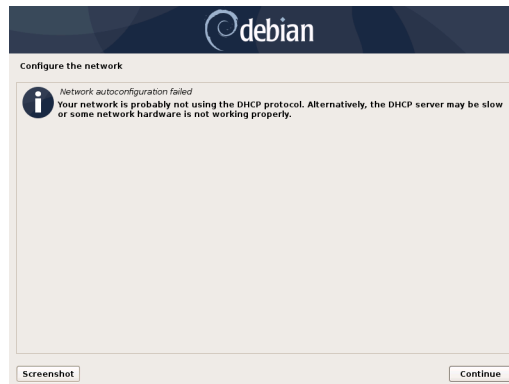 debian
Configure the network
Network autoconfiguration failed
Your network is probably not using the DHCP protocol. Alternatively, the DHCP server may be slow
or some network hardware is not working properly.
Screenshot
Continue